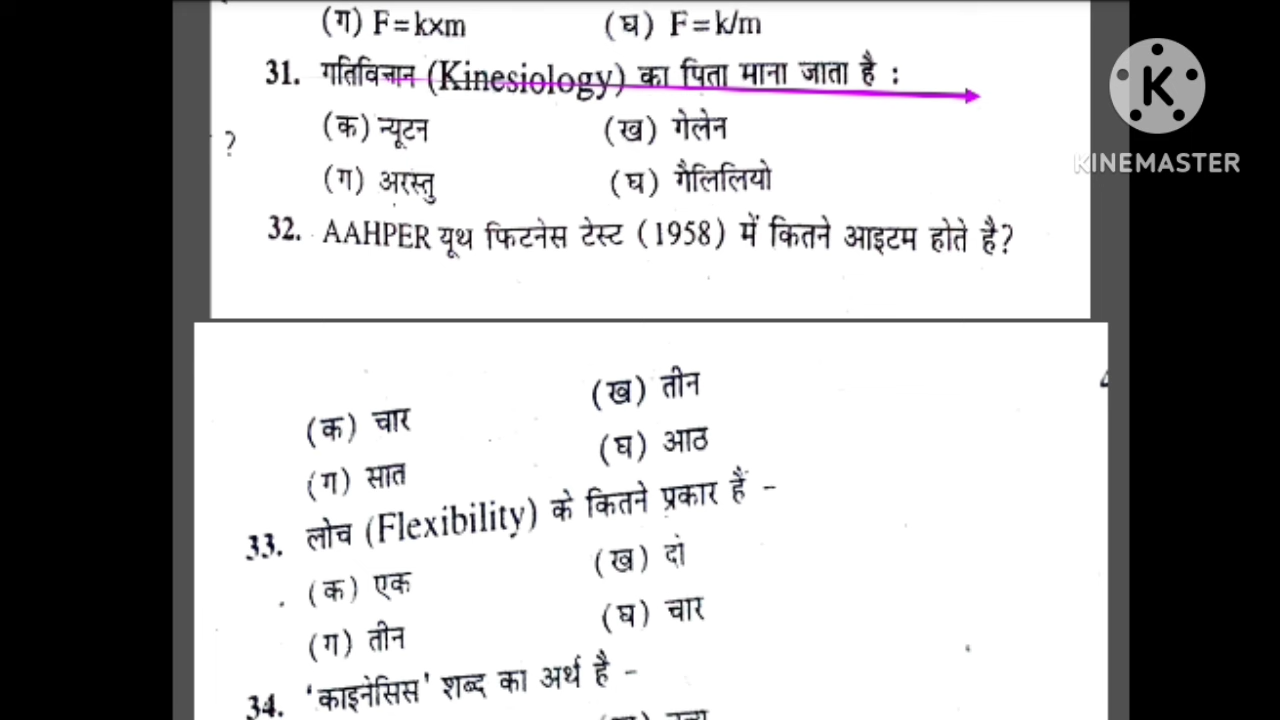 (ग) F=k×m (घ) F=k/m
31. गतिविज्ञान (Kinesiology) का पिता माना जाता है :
(क) न्यूटन (ख) गेलेन
?
(ग) अरस्तु (घ) गैलिलियो
32. AAHPER यूथ फिटनेस टेस्ट (1958) में कितने आइटम होते है?
(क) चार (ख) तीन
(ग) सात (घ) आठ
33. लोच (Flexibility) के कितने प्रकार हैं -
(क) एक (ख) दो
(ग) तीन (घ) चार
34. 'काइनेसिस' शब्द का अर्थ है -
K
KINEMASTER